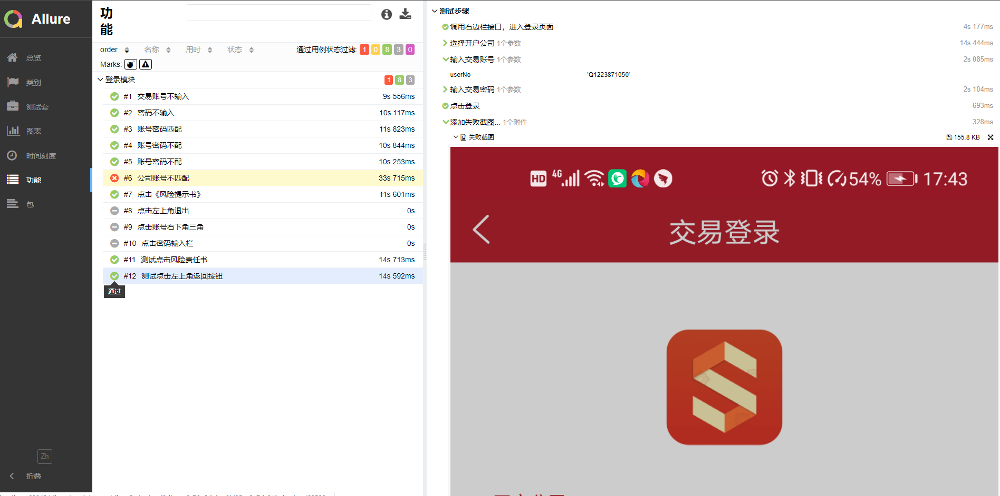 Allure
总览
类别
测试套
图表
时间刻度
功能
包
Zh
折叠
功
能
order 名称 用时 状态 通过用例状态过滤: 1 0 8 3 0
Marks:
登录模块 1 8 3
#1 交易账号不输入 9s 556ms
#2 密码不输入 10s 117ms
#3 账号密码匹配 11s 823ms
#4 账号密码不配 10s 844ms
#5 账号密码不配 10s 253ms
#6 公司账号不匹配 33s 715ms
#7 点击《风险提示书》 11s 601ms
#8 点击左上角退出 0s
#9 点击账号右下角三角 0s
#10 点击密码输入栏 0s
#11 测试点击风险责任书 14s 713ms
#12 测试点击左上角返回按钮 14s 592ms
通过
测试步骤
调用右边栏接口，进入登录页面 4s 177ms
选择开户公司 1个参数 14s 444ms
输入交易账号 1个参数 2s 085ms
userNo 'Q1223871050'
输入交易密码 1个参数 2s 104ms
点击登录 693ms
添加失败截图... 1个附件 328ms
失败截图 155.8 KB
HD 4G 54% 17:43
交易登录